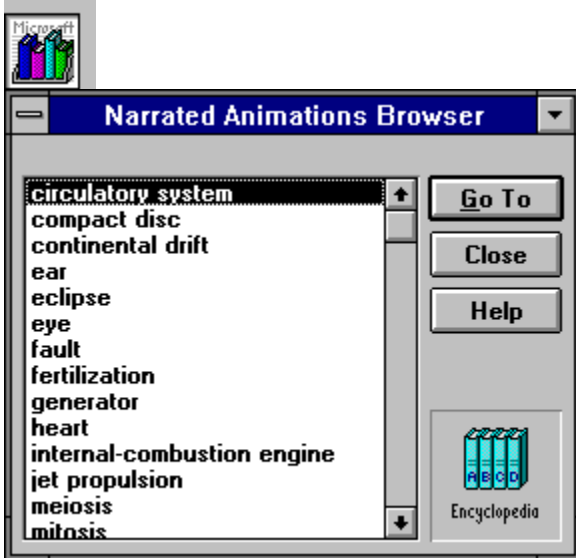 Microsoft
Narrated Animations Browser
circulatory system
compact disc
continental drift
ear
eclipse
eye
fault
fertilization
generator
heart
internal-combustion engine
jet propulsion
meiosis
mitosis
Go To
Close
Help
A B C D
Encyclopedia